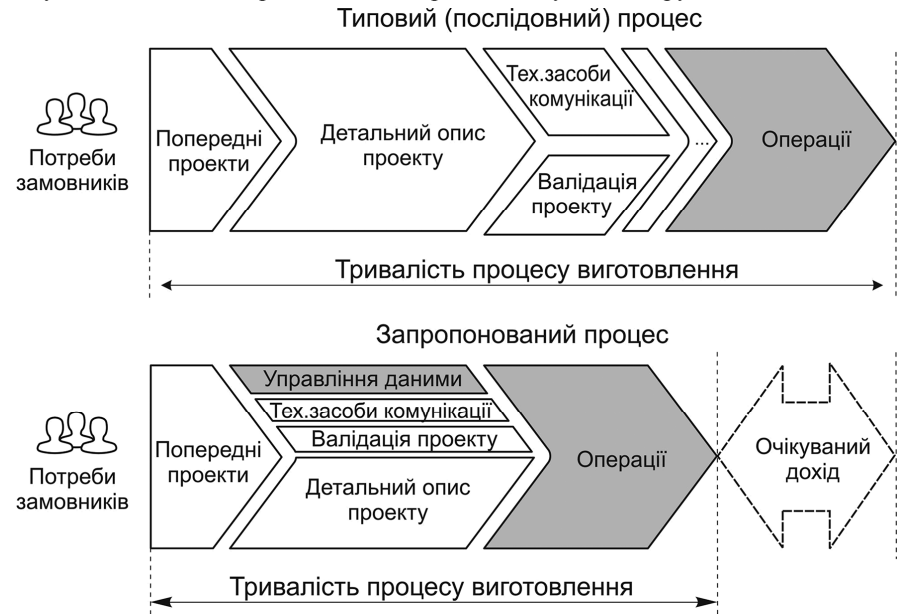 Типовий (послідовний) процес
Потреби
замовників
Попередні
проекти
Детальний опис
проекту
Тех.засоби
комунікації
Валідація
проекту
...
Операції
Тривалість процесу виготовлення
Запропонований процес
Потреби
замовників
Попередні
проекти
Управління даними
Тех.засоби комунікації
Валідація проекту
Детальний опис
проекту
Операції
Очікуваний
дохід
Тривалість процесу виготовлення